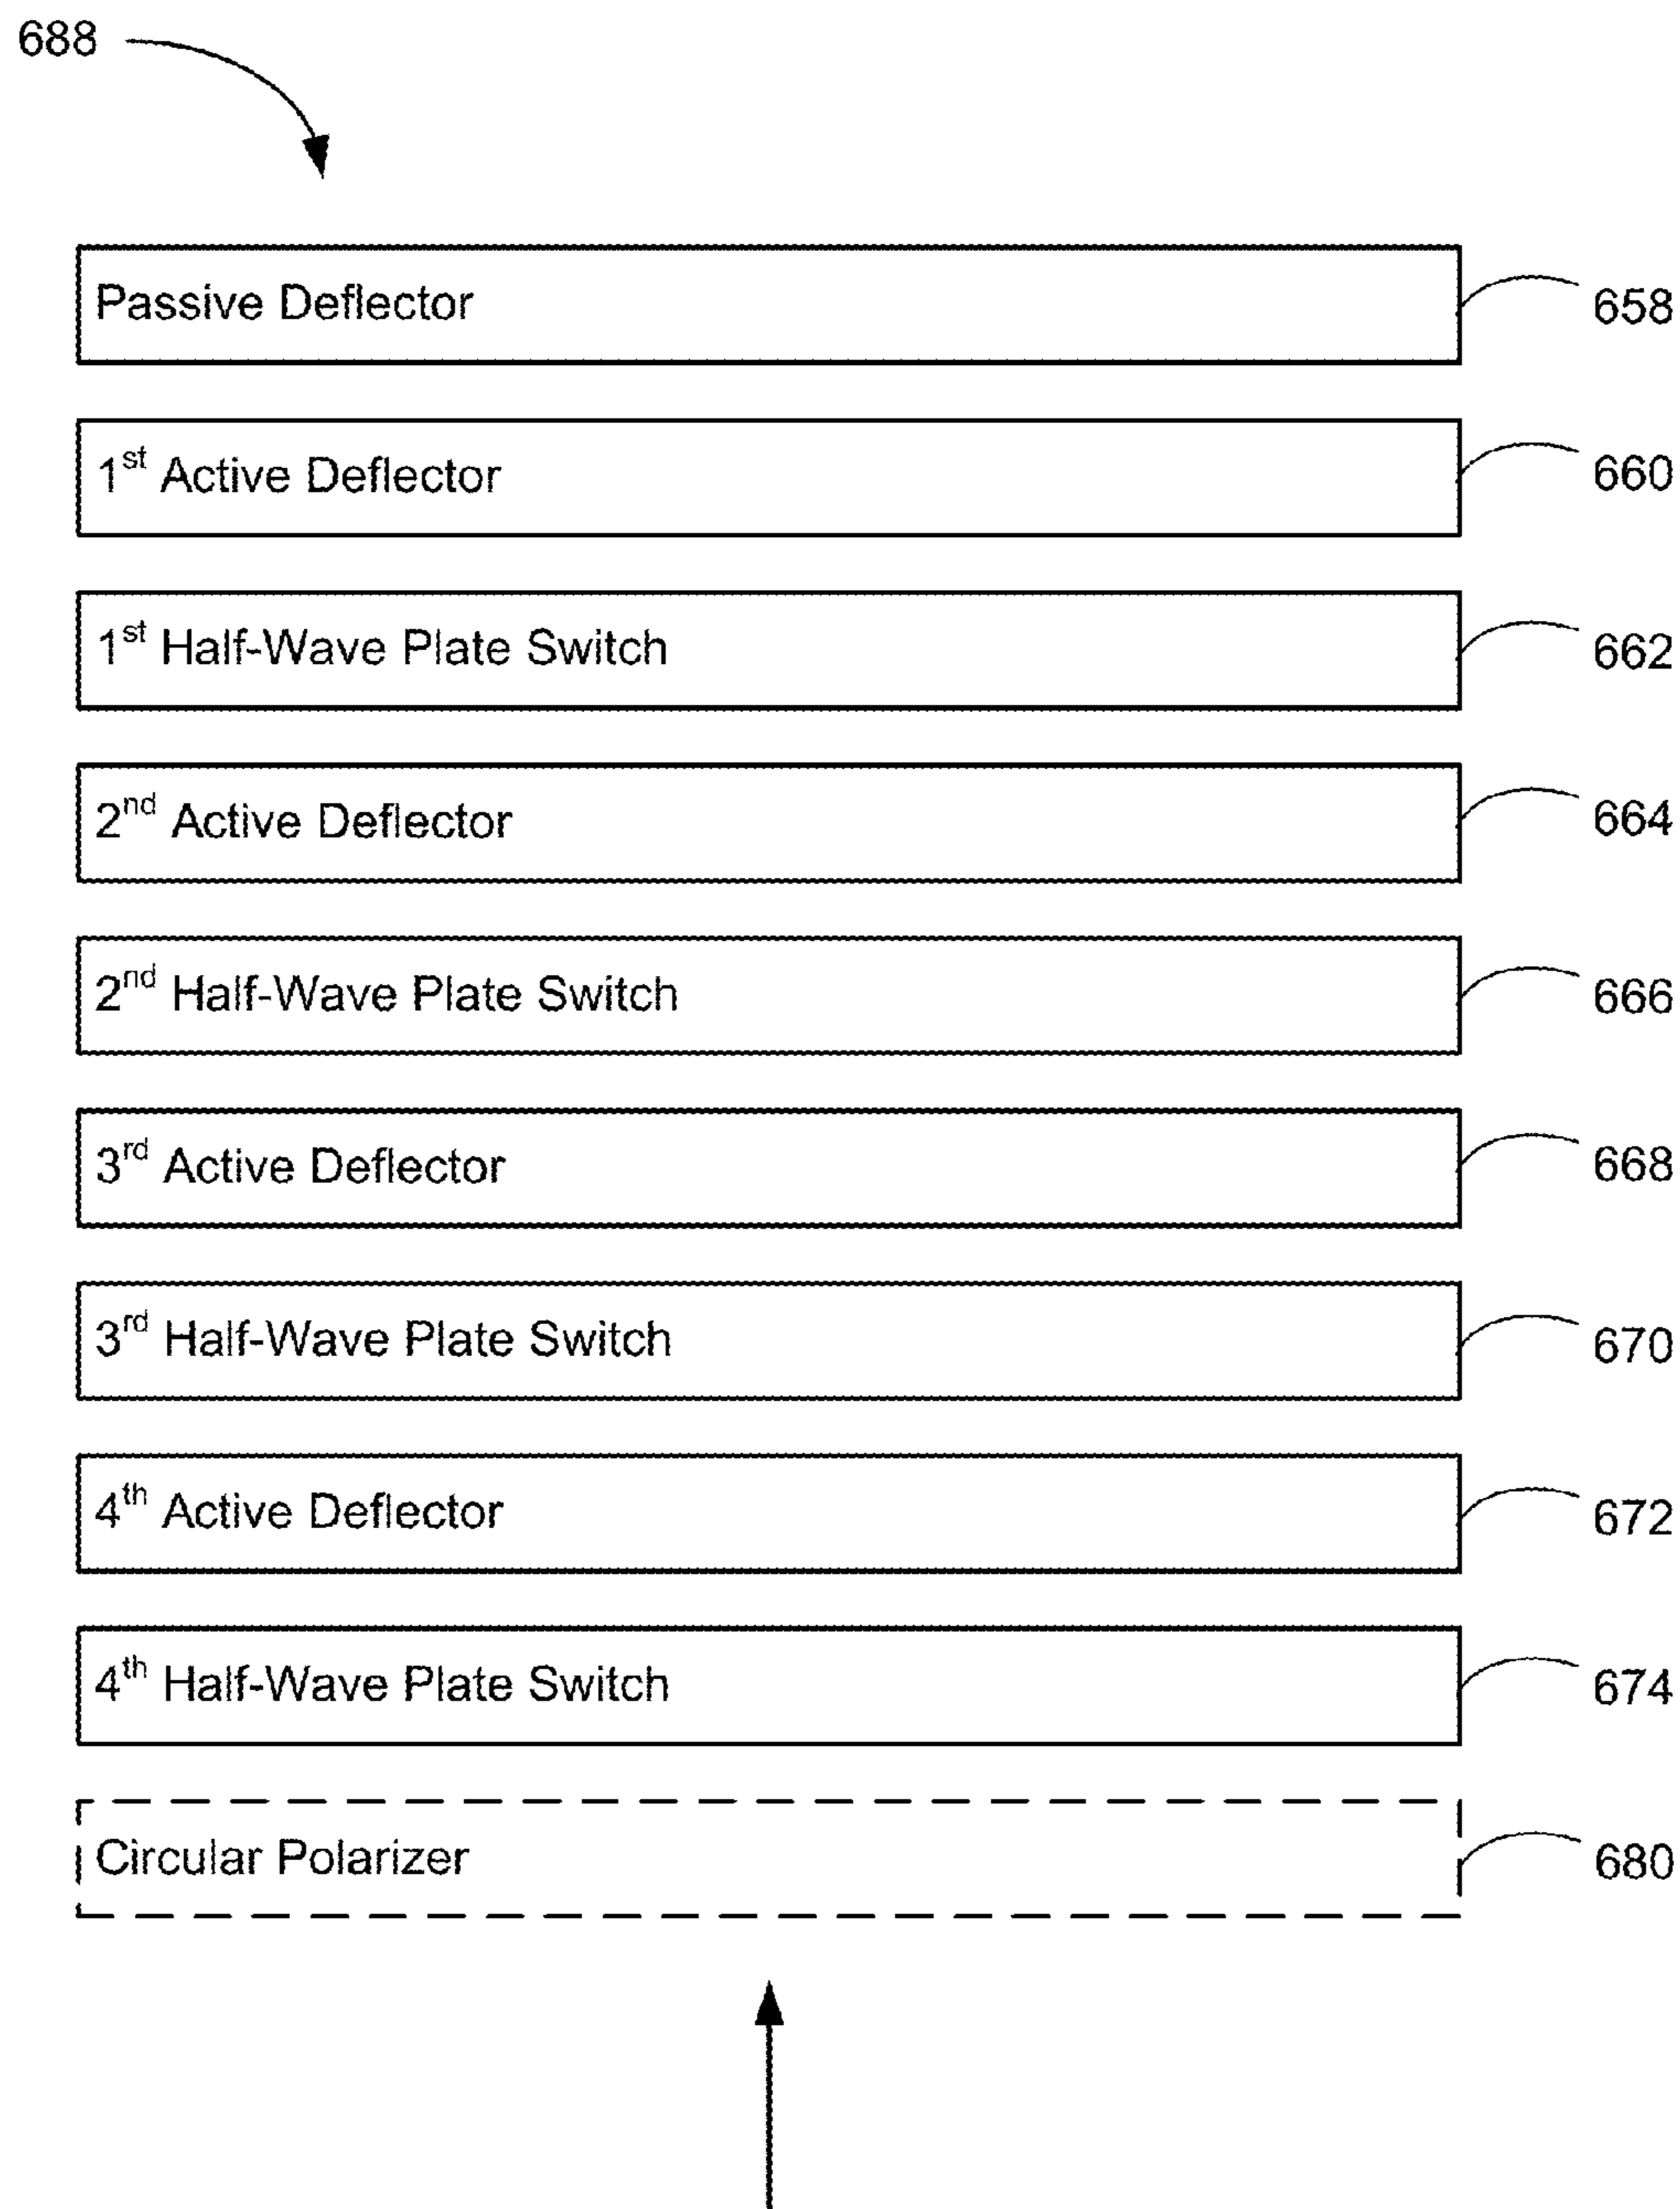 688
Passive Deflector 658
1st Active Deflector 660
1st Half-Wave Plate Switch 662
2nd Active Deflector 664
2nd Half-Wave Plate Switch 666
3rd Active Deflector 668
3rd Half-Wave Plate Switch 670
4th Active Deflector 672
4th Half-Wave Plate Switch 674
Circular Polarizer 680